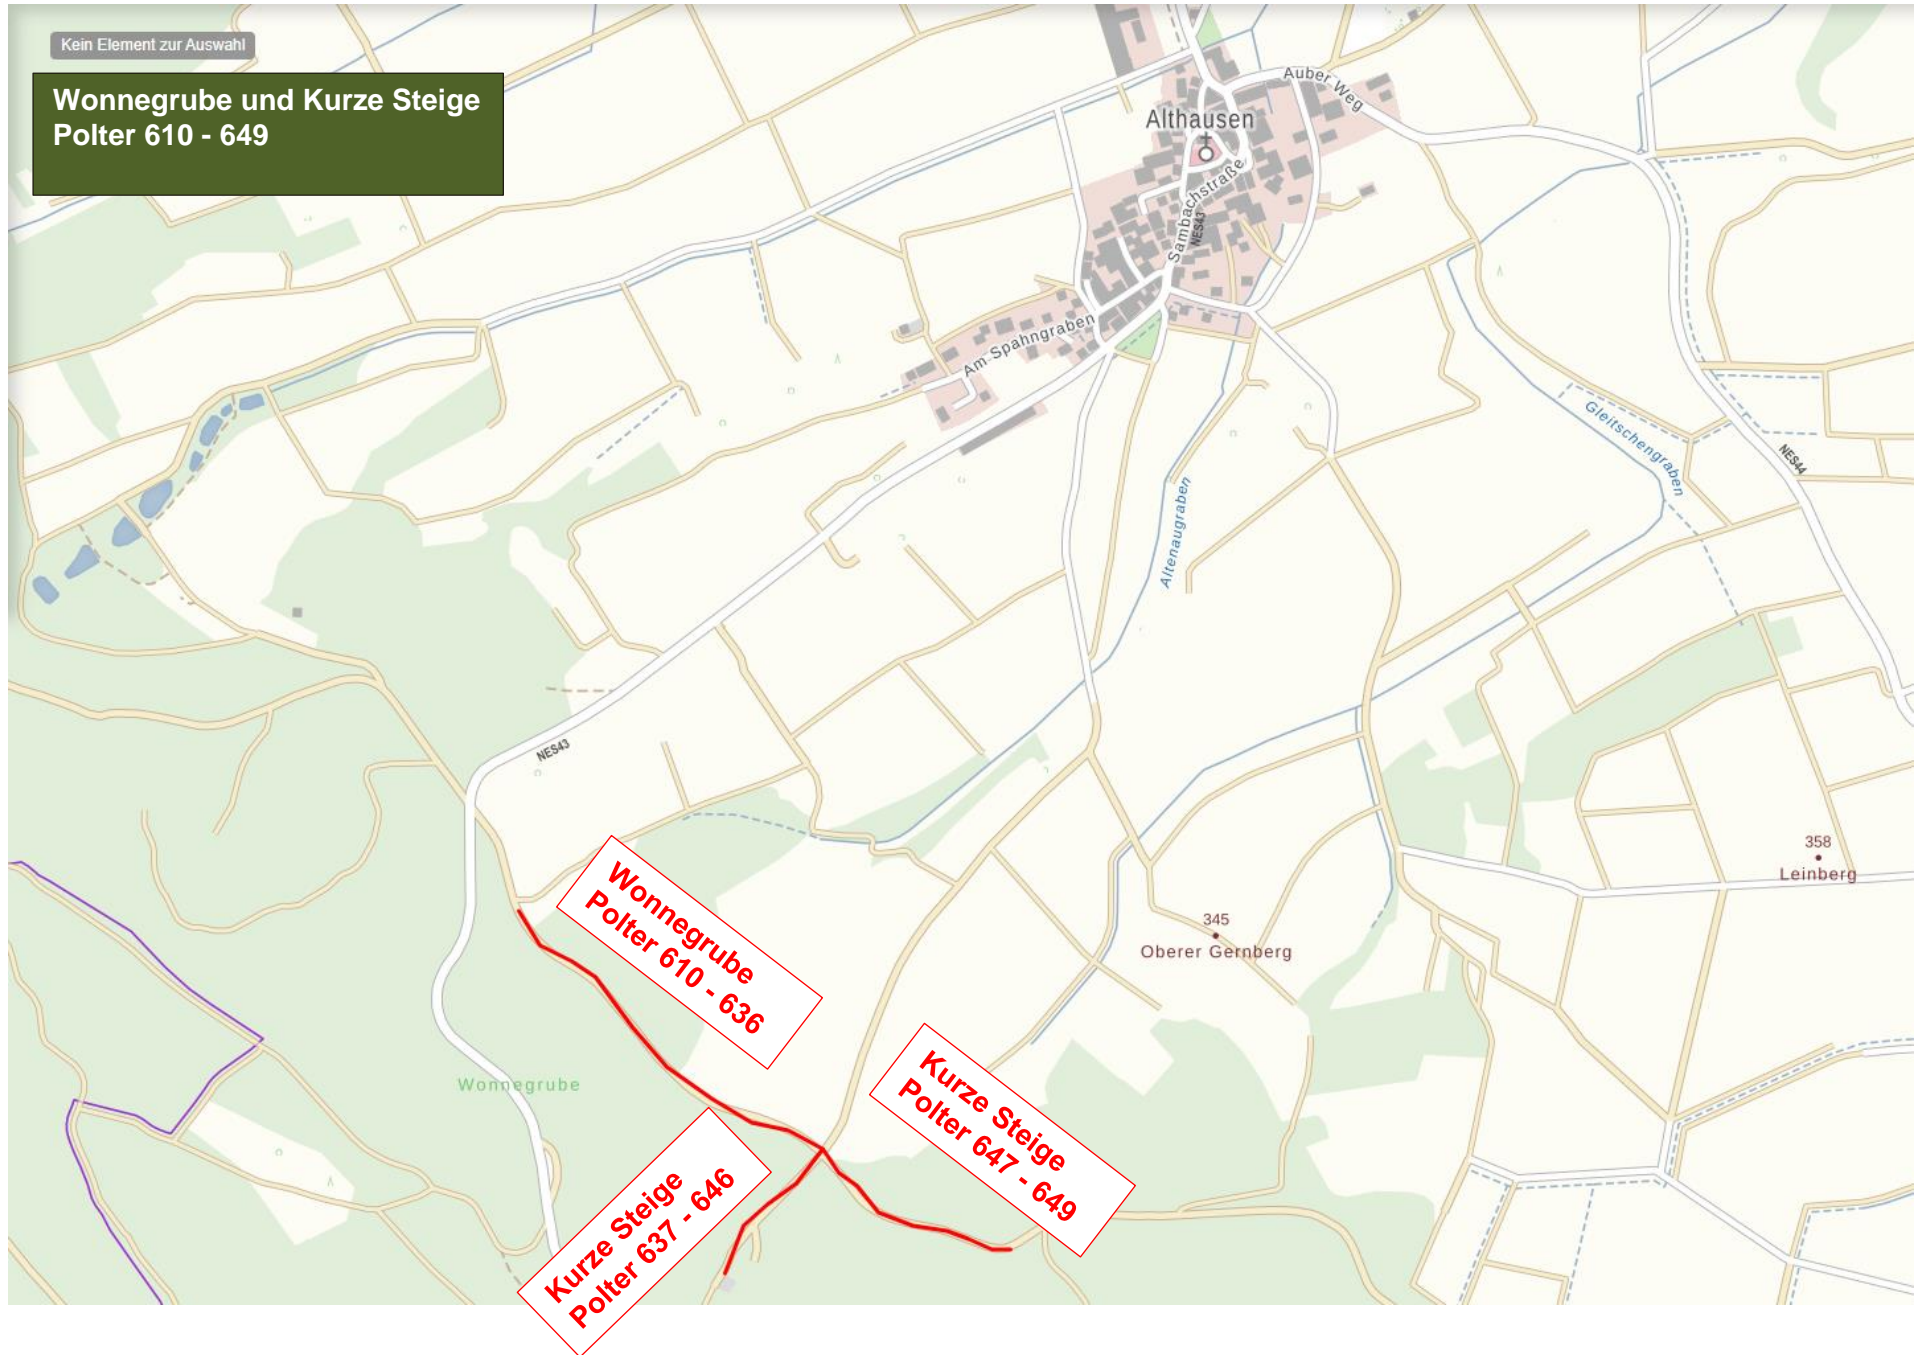 Kein Element zur Auswahl
Wonnegrube und Kurze Steige
Polter 610 - 649
Auber Weg
Althausen
Sambachstraße
NES43
Am Spahngraben
Gleitschengraben
NES44
Altenaugraben
NES43
358
Leinberg
Wonnegrube
Polter 610 - 636
345
Oberer Gernberg
Wonnegrube
Kurze Steige
Polter 647 - 649
Kurze Steige
Polter 637 - 646